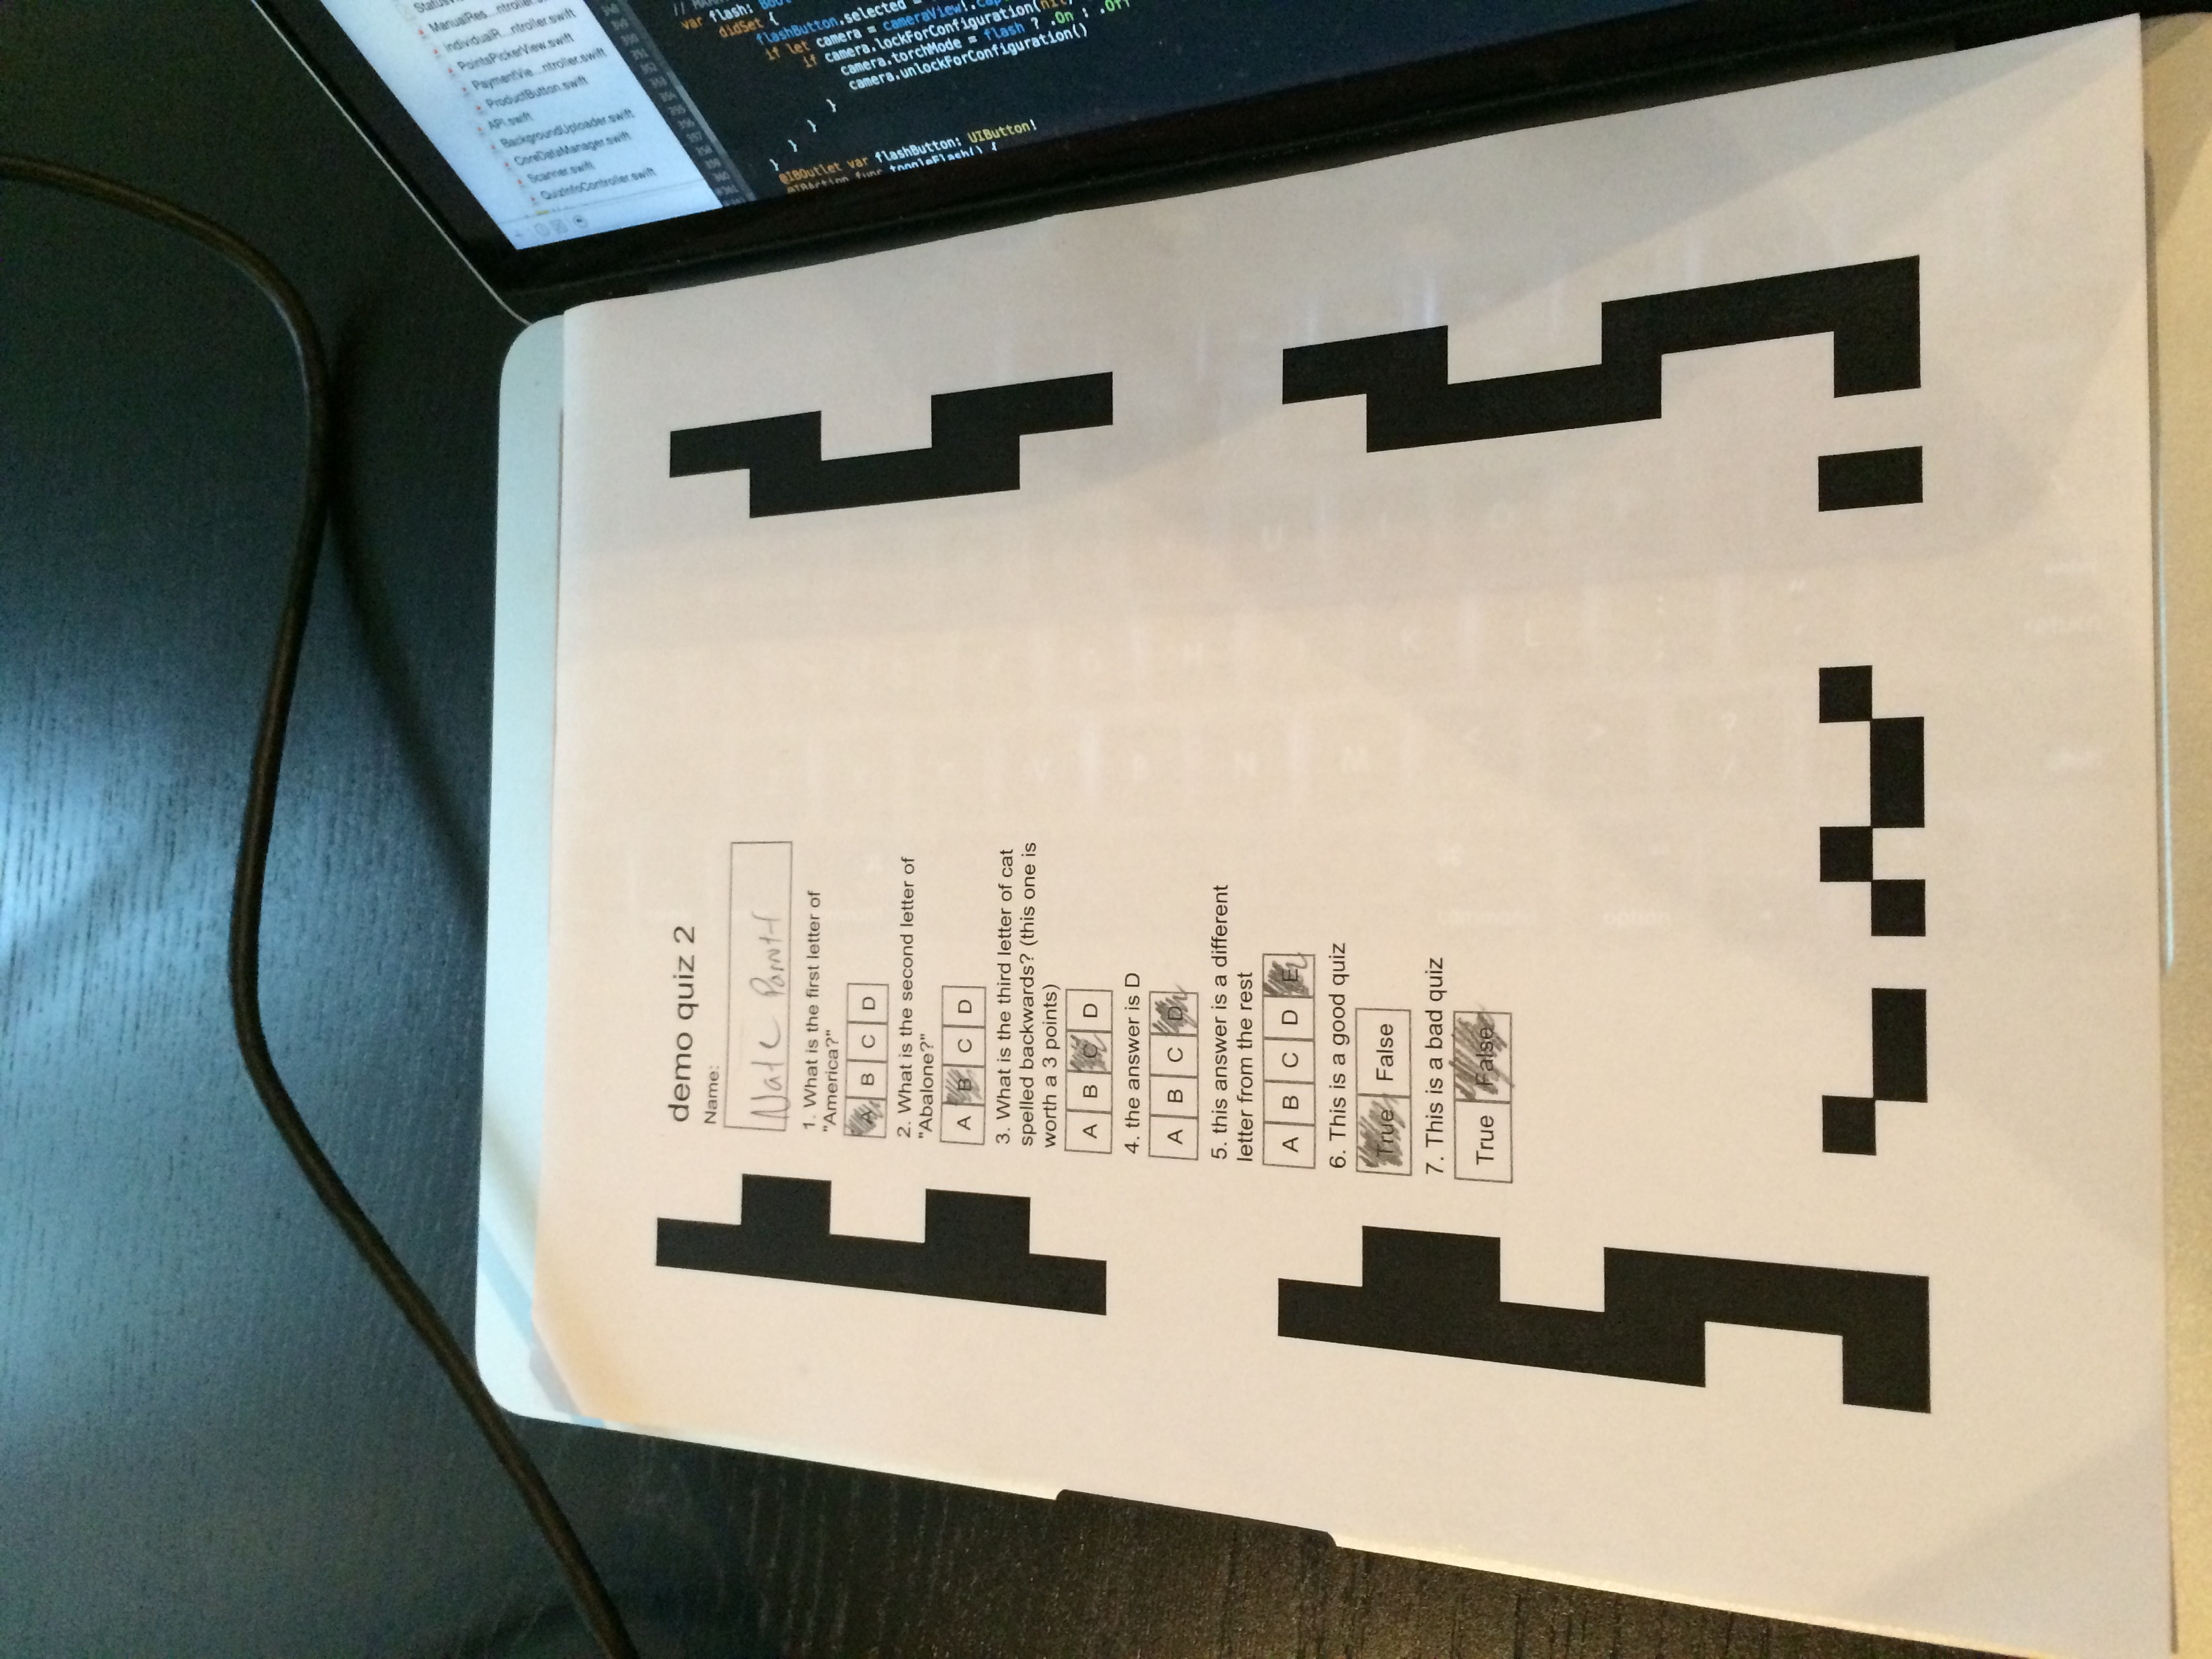 demo quiz 2
Name:
Nate Parrott
1. What is the first letter of
"America?"
A B C D
2. What is the second letter of
"Abalone?"
A B C D
3. What is the third letter of cat
spelled backwards? (this one is
worth a 3 points)
A B C D
4. the answer is D
A B C D
5. this answer is a different
letter from the rest
A B C D E
6. This is a good quiz
True False
7. This is a bad quiz
True False
ManualRes...ntroller.swift
IndividualR...ntroller.swift
PointsPickerView.swift
PaymentVie...ntroller.swift
ProductButton.swift
API.swift
BackgroundUploader.swift
CoreDataManager.swift
Scanner.swift
QuizInfoController.swift
var flash: Bool
didSet {
flashButton.selected =
if let camera = cameraView!.cap
if camera.lockForConfiguration(nil)
camera.torchMode = flash ? .On : .Off
camera.unlockForConfiguration()
}
}
}
}
@IBOutlet var flashButton: UIButton!